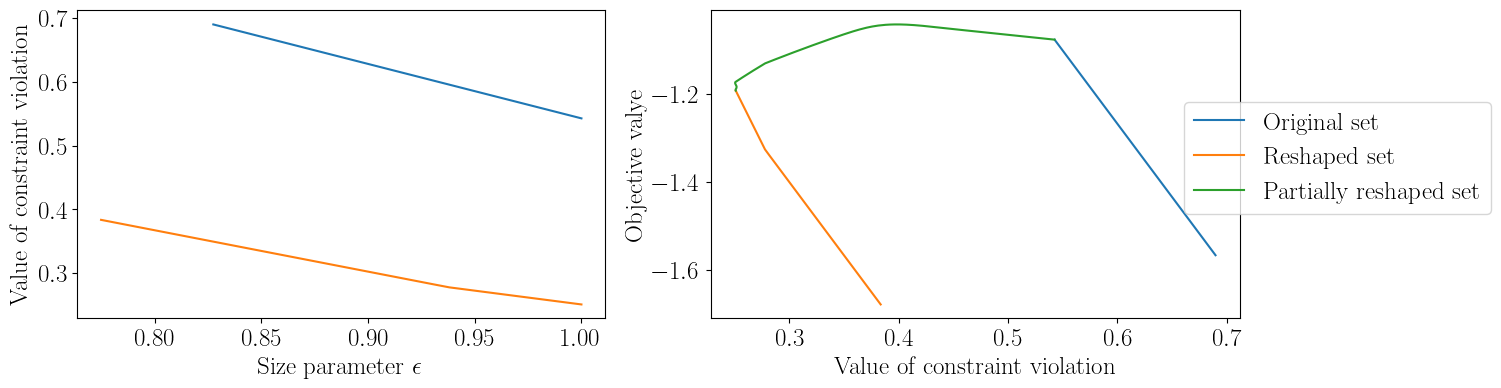 Value of constraint violation
0.7
0.6
0.5
0.4
0.3
0.80 0.85 0.90 0.95 1.00
Size parameter ϵ
Objective valye
−1.2
−1.4
−1.6
0.3 0.4 0.5 0.6 0.7
Value of constraint violation
Original set
Reshaped set
Partially reshaped set